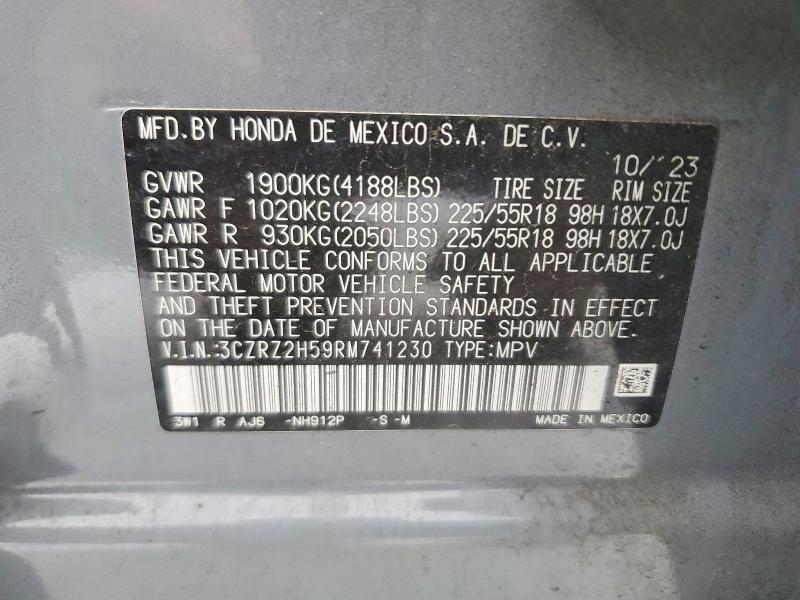 MFD.BY HONDA DE MEXICO S.A. DE C.V.
10/'23
GVWR 1900KG(4188LBS) TIRE SIZE RIM SIZE
GAWR F 1020KG(2248LBS) 225/55R18 98H 18X7.0J
GAWR R 930KG(2050LBS) 225/55R18 98H 18X7.0J
THIS VEHICLE CONFORMS TO ALL APPLICABLE
FEDERAL MOTOR VEHICLE SAFETY
AND THEFT PREVENTION STANDARDS IN EFFECT
ON THE DATE OF MANUFACTURE SHOWN ABOVE.
V.I.N.:3CZRZ2H59RM741230 TYPE:MPV
3W1 R AJ6 -NH912P -S -M MADE IN MEXICO